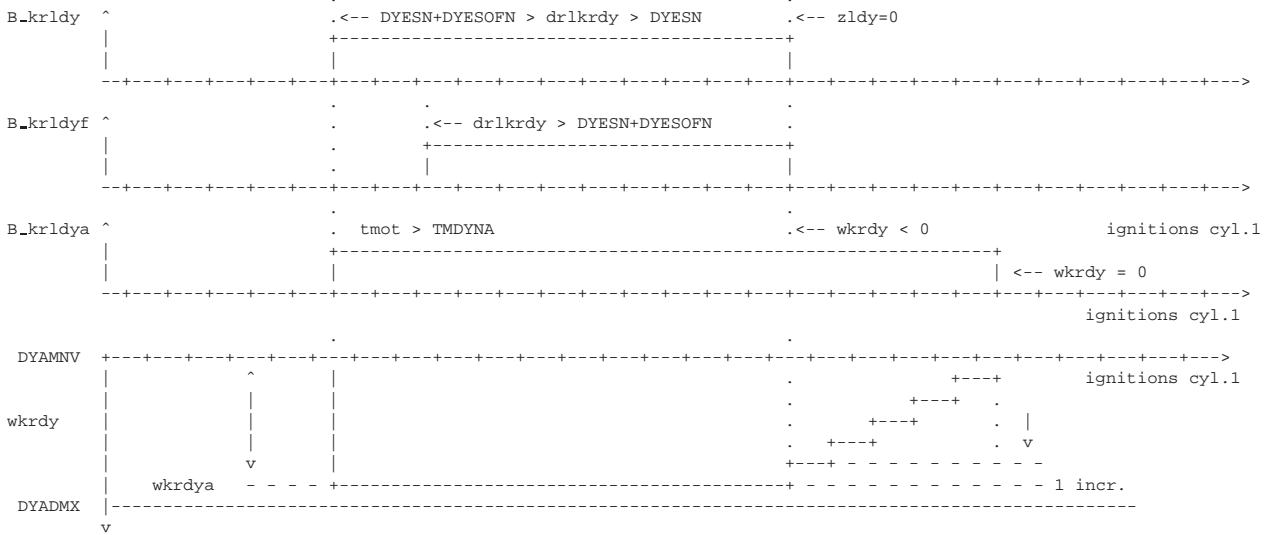 B_krldy ^ .<-- DYESN+DYESOFN > drlkrdy > DYESN .<-- zldy=0
B_krldyf ^ .<-- drlkrdy > DYESN+DYESOFN
B_krldya ^ . tmot > TMDYNA .<-- wkrdy < 0 ignitions cyl.1
<-- wkrdy = 0
ignitions cyl.1
DYAMNV
ignitions cyl.1
wkrdy
wkrdya
1 incr.
DYADMX